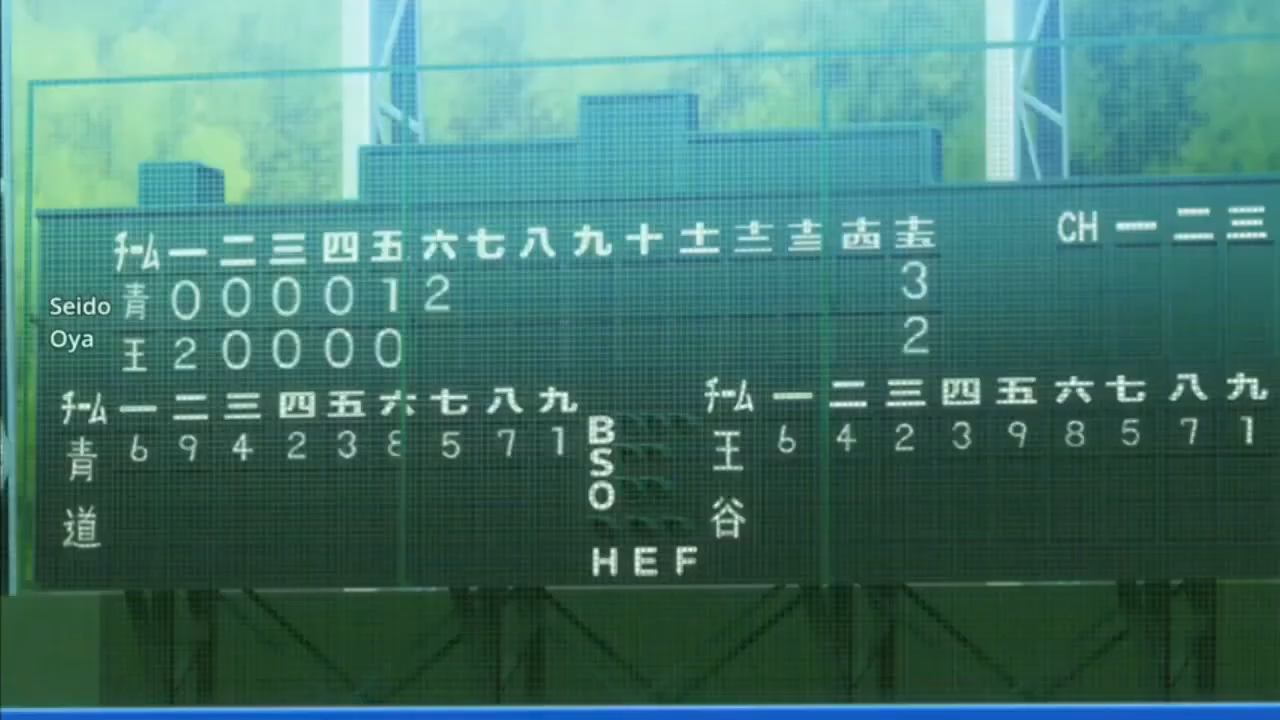 チーム 一 二 三 四 五 六 七 八 九 十 十一 十二 十三 十四 十五 CH 一 二 三
Seido 青 0 0 0 0 1 2 3
Oya 王 2 0 0 0 0 2
チーム 一 二 三 四 五 六 七 八 九
青道 6 9 4 2 3 8 5 7 1
B
S
O
H E F
チーム 一 二 三 四 五 六 七 八 九
王谷 6 4 2 3 9 8 5 7 1